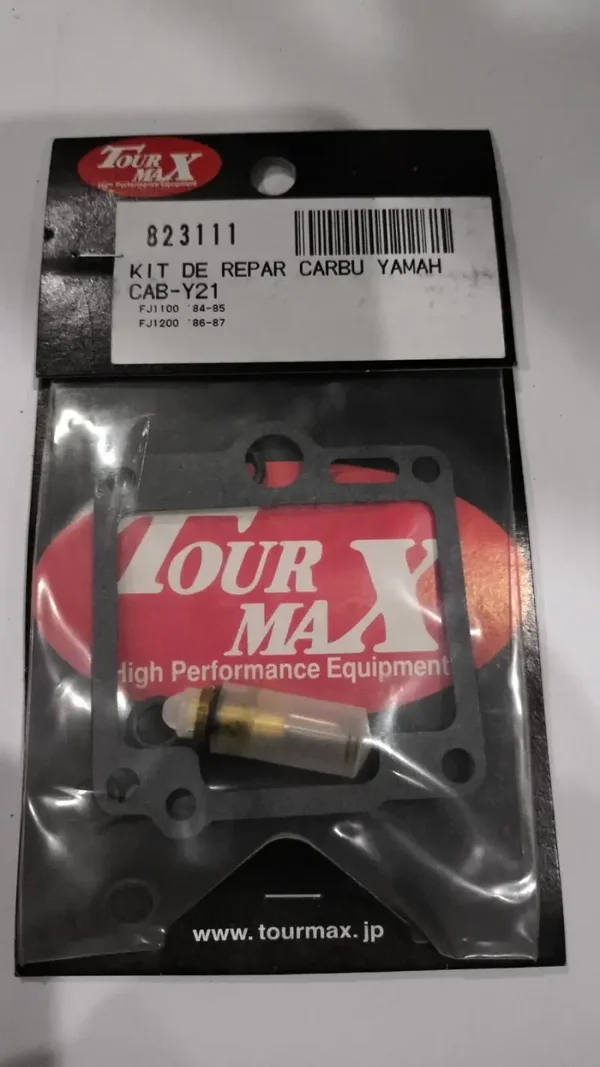 TOUR
MAX
High Performance Equipment
823111
KIT DE REPAR CARBU YAMAH
CAB-Y21
FJ1100 '84-85
FJ1200 '86-87
TOUR
MAX
High Performance Equipment
www.tourmax.jp